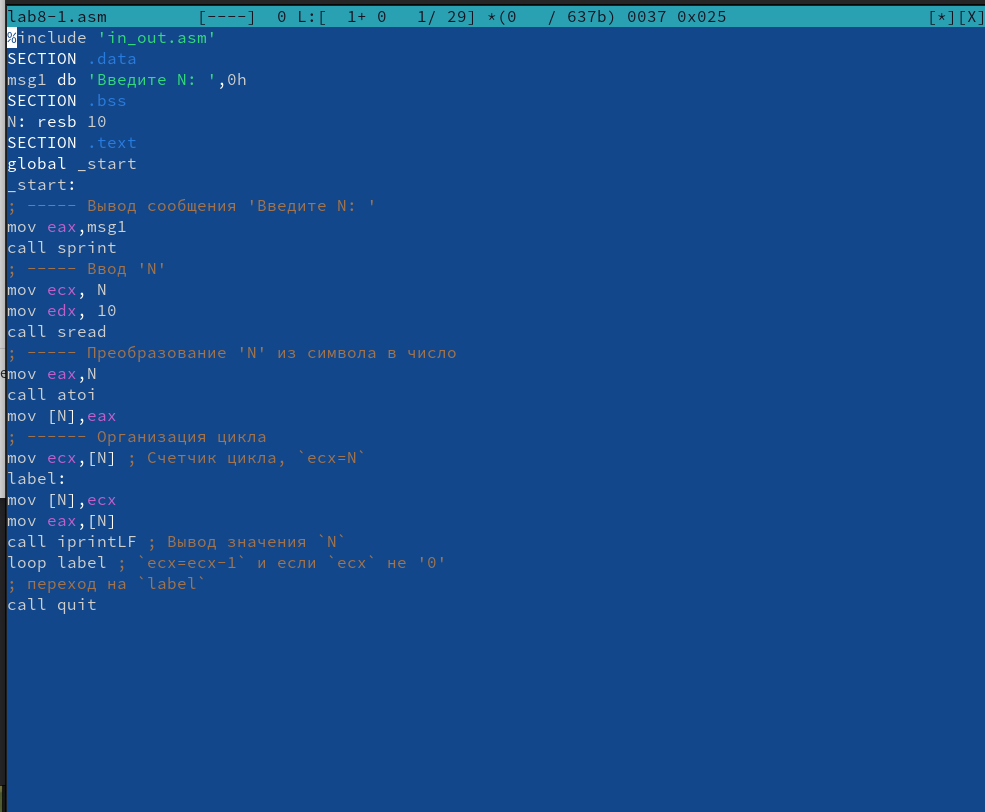 lab8-1.asm [----] 0 L:[ 1+ 0 1/ 29] *(0 / 637b) 0037 0x025 [*][X]
%include 'in_out.asm'
SECTION .data
msg1 db 'Введите N: ',0h
SECTION .bss
N: resb 10
SECTION .text
global _start
_start:
; ----- Вывод сообщения 'Введите N: '
mov eax,msg1
call sprint
; ----- Ввод 'N'
mov ecx, N
mov edx, 10
call sread
; ----- Преобразование 'N' из символа в число
mov eax,N
call atoi
mov [N],eax
; ------ Организация цикла
mov ecx,[N] ; Счетчик цикла, `ecx=N`
label:
mov [N],ecx
mov eax,[N]
call iprintLF ; Вывод значения `N`
loop label ; `ecx=ecx-1` и если `ecx` не '0'
; переход на `label`
call quit